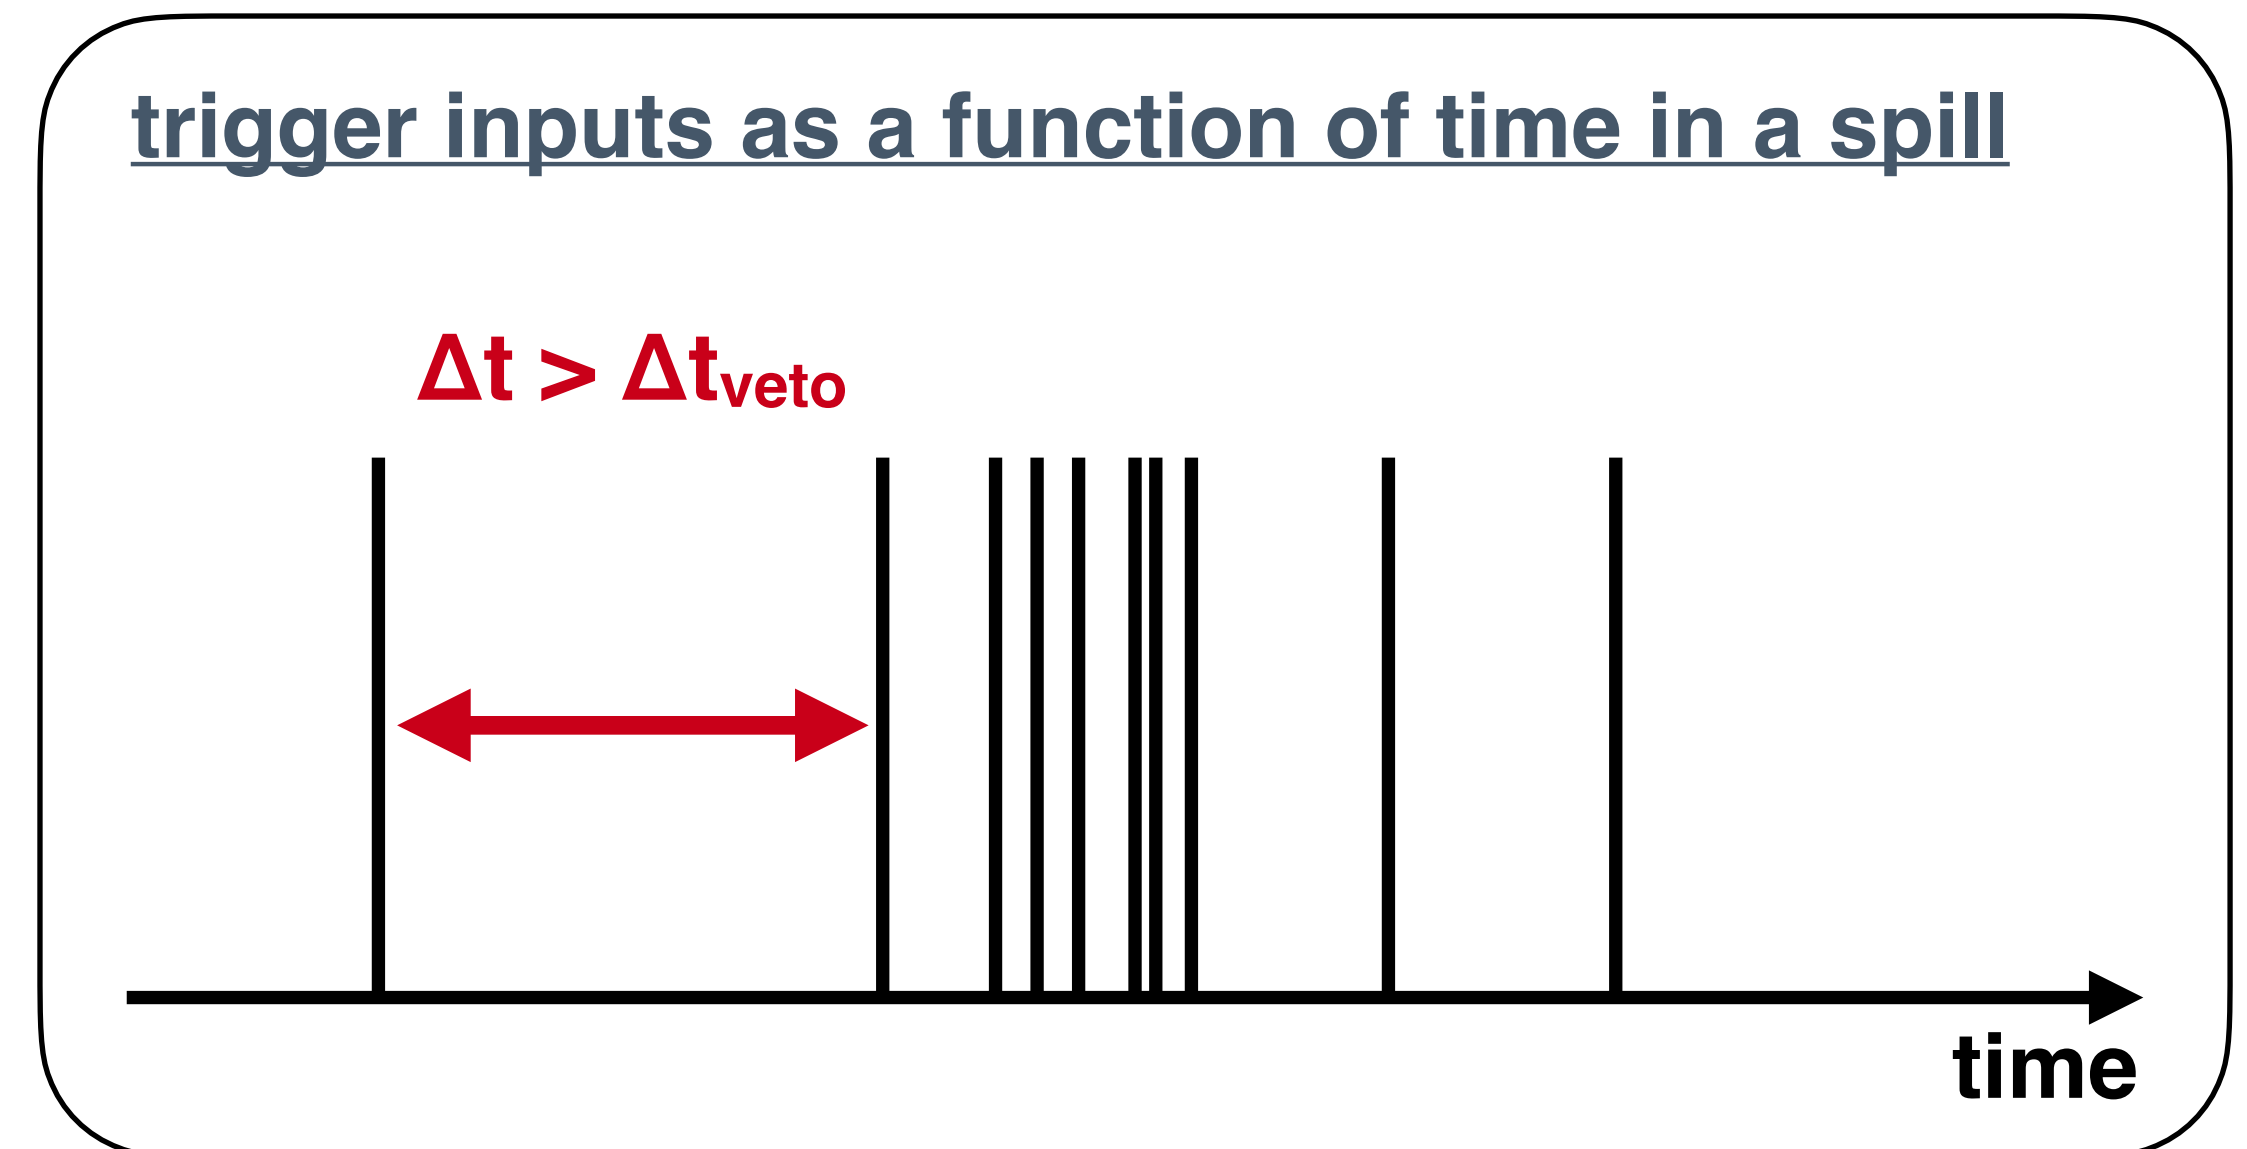 trigger inputs as a function of time in a spill
Δt > Δtveto
time